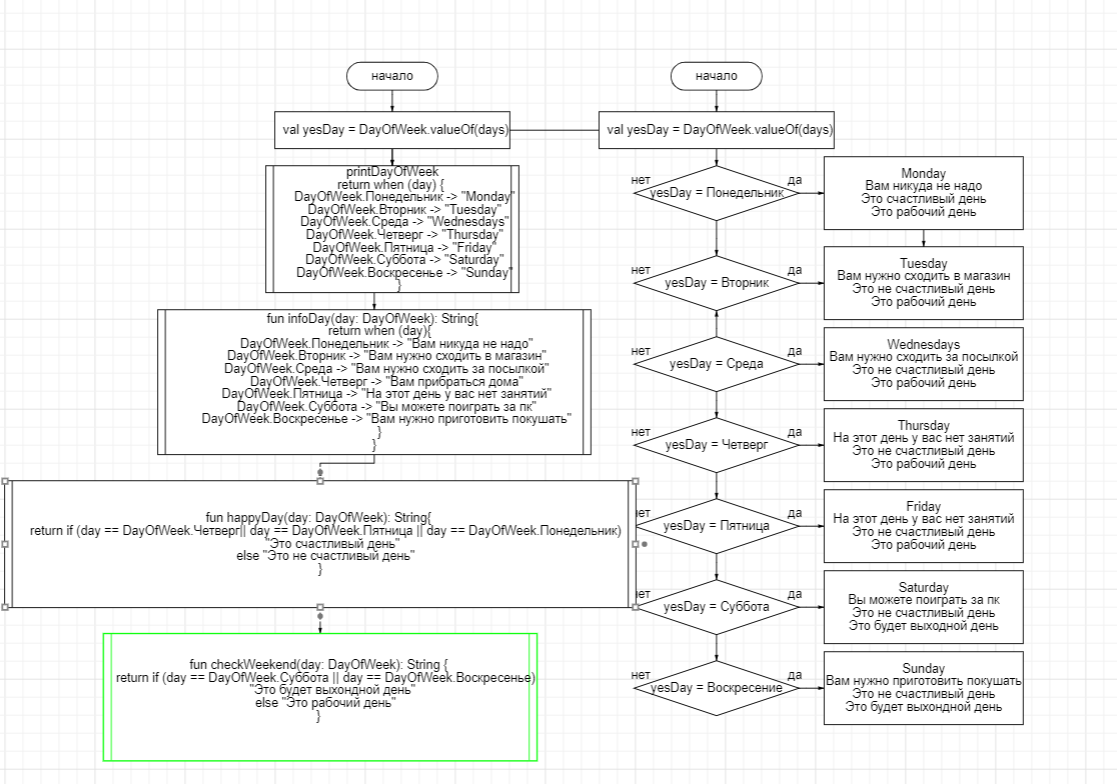 начало
val yesDay = DayOfWeek.valueOf(days)
printDayOfWeek
return when (day) {
DayOfWeek.Понедельник -> "Monday"
DayOfWeek.Вторник -> "Tuesday"
DayOfWeek.Среда -> "Wednesdays"
DayOfWeek.Четверг -> "Thursday"
DayOfWeek.Пятница -> "Friday"
DayOfWeek.Суббота -> "Saturday"
DayOfWeek.Воскресенье -> "Sunday"
}
fun infoDay(day: DayOfWeek): String{
return when (day){
DayOfWeek.Понедельник -> "Вам никуда не надо"
DayOfWeek.Вторник -> "Вам нужно сходить в магазин"
DayOfWeek.Среда -> "Вам нужно сходить за посылкой"
DayOfWeek.Четверг -> "Вам прибраться дома"
DayOfWeek.Пятница -> "На этот день у вас нет занятий"
DayOfWeek.Суббота -> "Вы можете поиграть за пк"
DayOfWeek.Воскресенье -> "Вам нужно приготовить покушать"
}
}
fun happyDay(day: DayOfWeek): String{
return if (day == DayOfWeek.Четверг|| day == DayOfWeek.Пятница || day == DayOfWeek.Понедельник)
"Это счастливый день"
else "Это не счастливый день"
}
fun checkWeekend(day: DayOfWeek): String {
return if (day == DayOfWeek.Суббота || day == DayOfWeek.Воскресенье)
"Это будет выхондной день"
else "Это рабочий день"
}
начало
val yesDay = DayOfWeek.valueOf(days)
нет
yesDay = Понедельник
да
Monday
Вам никуда не надо
Это счастливый день
Это рабочий день
нет
yesDay = Вторник
да
Tuesday
Вам нужно сходить в магазин
Это не счастливый день
Это рабочий день
нет
yesDay = Среда
да
Wednesdays
Вам нужно сходить за посылкой
Это не счастливый день
Это рабочий день
нет
yesDay = Четверг
да
Thursday
На этот день у вас нет занятий
Это не счастливый день
Это рабочий день
нет
yesDay = Пятница
да
Friday
На этот день у вас нет занятий
Это не счастливый день
Это рабочий день
нет
yesDay = Суббота
да
Saturday
Вы можете поиграть за пк
Это не счастливый день
Это будет выходной день
нет
yesDay = Воскресение
да
Sunday
Вам нужно приготовить покушать
Это не счастливый день
Это будет выхондной день